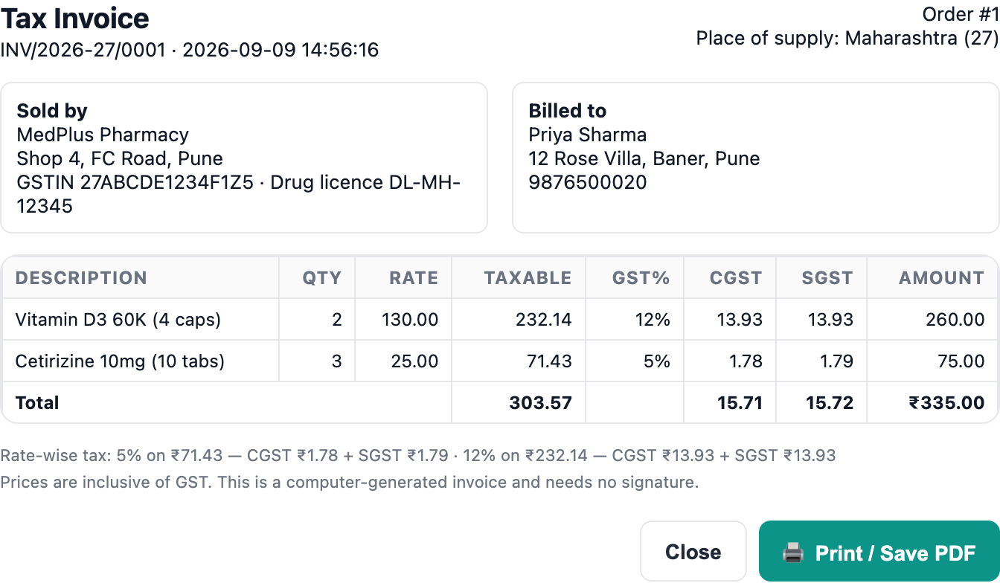 Tax Invoice
INV/2026-27/0001 · 2026-09-09 14:56:16
Order #1
Place of supply: Maharashtra (27)
Sold by
MedPlus Pharmacy
Shop 4, FC Road, Pune
GSTIN 27ABCDE1234F1Z5 · Drug licence DL-MH-
12345
Billed to
Priya Sharma
12 Rose Villa, Baner, Pune
9876500020
DESCRIPTION QTY RATE TAXABLE GST% CGST SGST AMOUNT
Vitamin D3 60K (4 caps) 2 130.00 232.14 12% 13.93 13.93 260.00
Cetirizine 10mg (10 tabs) 3 25.00 71.43 5% 1.78 1.79 75.00
Total 303.57 15.71 15.72 ₹335.00
Rate-wise tax: 5% on ₹71.43 — CGST ₹1.78 + SGST ₹1.79 · 12% on ₹232.14 — CGST ₹13.93 + SGST ₹13.93
Prices are inclusive of GST. This is a computer-generated invoice and needs no signature.
Close
Print / Save PDF